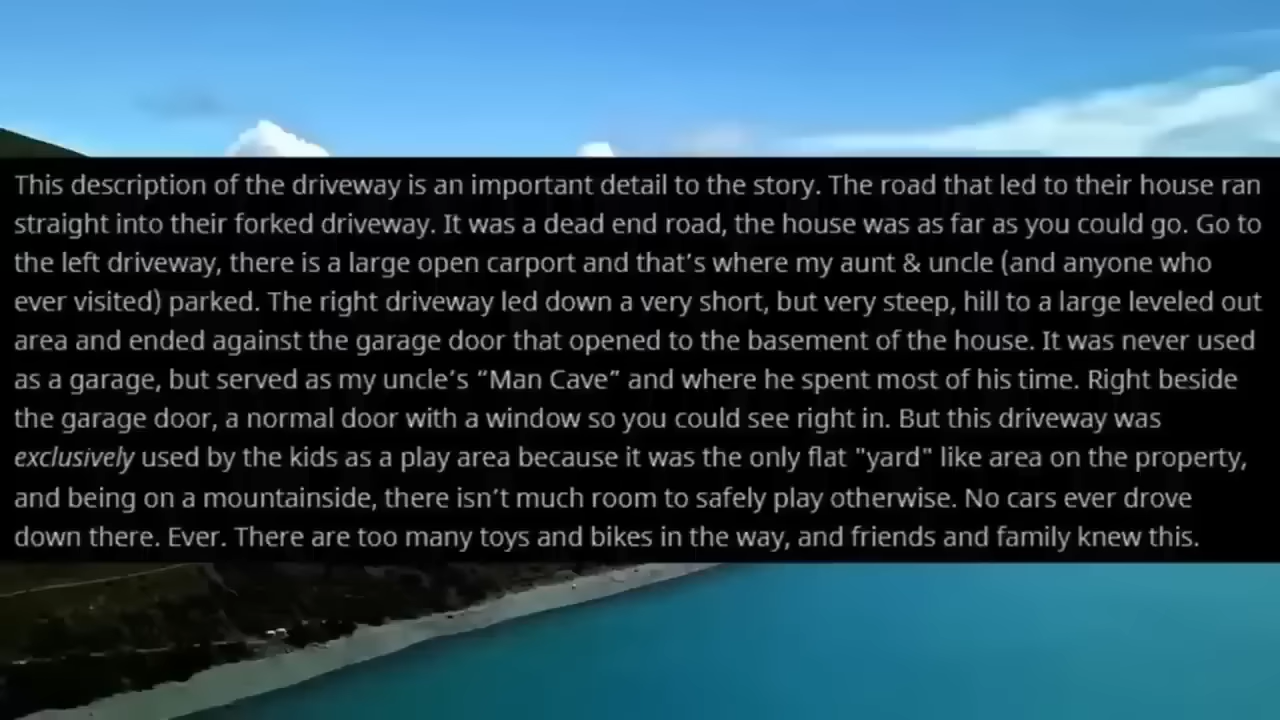 This description of the driveway is an important detail to the story. The road that led to their house ran
straight into their forked driveway. It was a dead end road, the house was as far as you could go. Go to
the left driveway, there is a large open carport and that’s where my aunt & uncle (and anyone who
ever visited) parked. The right driveway led down a very short, but very steep, hill to a large leveled out
area and ended against the garage door that opened to the basement of the house. It was never used
as a garage, but served as my uncle’s “Man Cave” and where he spent most of his time. Right beside
the garage door, a normal door with a window so you could see right in. But this driveway was
exclusively used by the kids as a play area because it was the only flat "yard" like area on the property,
and being on a mountainside, there isn’t much room to safely play otherwise. No cars ever drove
down there. Ever. There are too many toys and bikes in the way, and friends and family knew this.